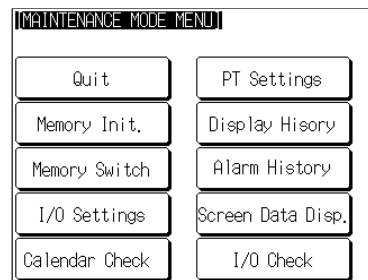 [MAINTENANCE MODE MENU]
Quit
PT Settings
Memory Init.
Display Hisory
Memory Switch
Alarm History
I/O Settings
Screen Data Disp.
Calendar Check
I/O Check